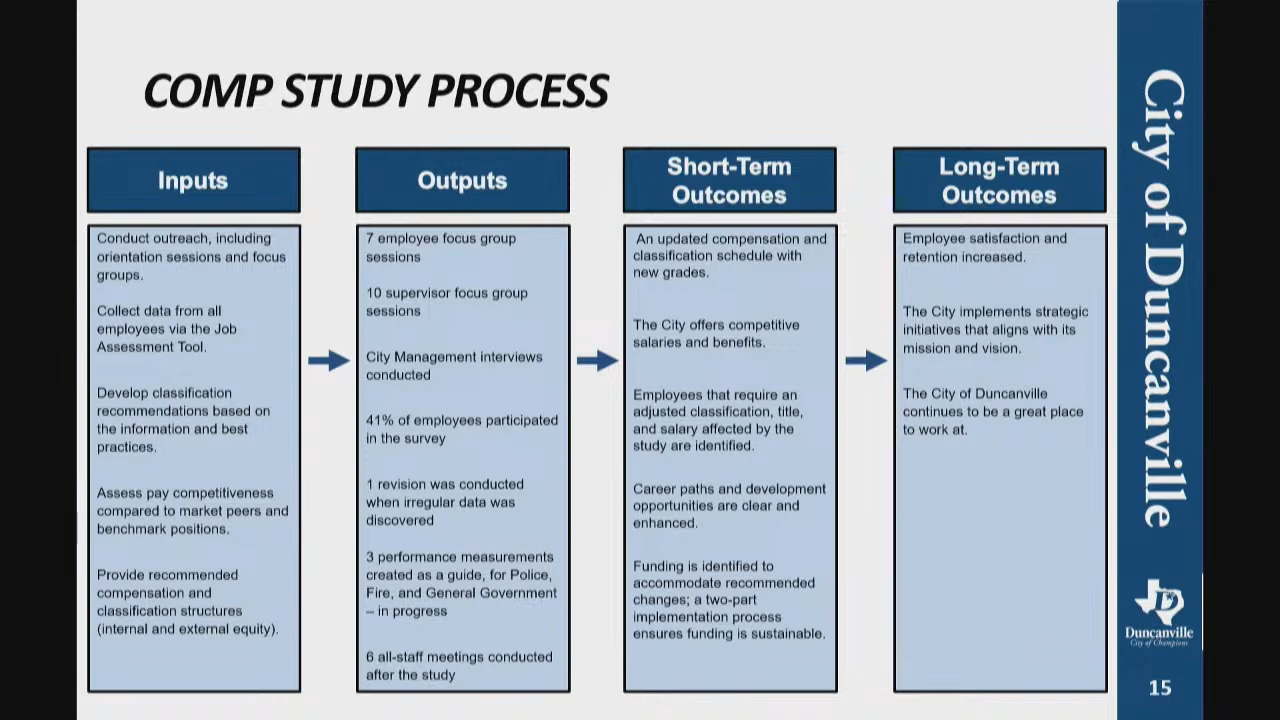 COMP STUDY PROCESS
Inputs
Conduct outreach, including
orientation sessions and focus
groups.
Collect data from all
employees via the Job
Assessment Tool.
Develop classification
recommendations based on
the information and best
practices.
Assess pay competitiveness
compared to market peers and
benchmark positions.
Provide recommended
compensation and
classification structures
(internal and external equity).
Outputs
7 employee focus group
sessions
10 supervisor focus group
sessions
City Management interviews
conducted
41% of employees participated
in the survey
1 revision was conducted
when irregular data was
discovered
3 performance measurements
created as a guide, for Police,
Fire, and General Government
– in progress
6 all-staff meetings conducted
after the study
Short-Term
Outcomes
An updated compensation and
classification schedule with
new grades.
The City offers competitive
salaries and benefits.
Employees that require an
adjusted classification, title,
and salary affected by the
study are identified.
Career paths and development
opportunities are clear and
enhanced.
Funding is identified to
accommodate recommended
changes; a two-part
implementation process
ensures funding is sustainable.
Long-Term
Outcomes
Employee satisfaction and
retention increased.
The City implements strategic
initiatives that aligns with its
mission and vision.
The City of Duncanville
continues to be a great place
to work at.
City of Duncanville
D
Duncanville
City of Champions
15